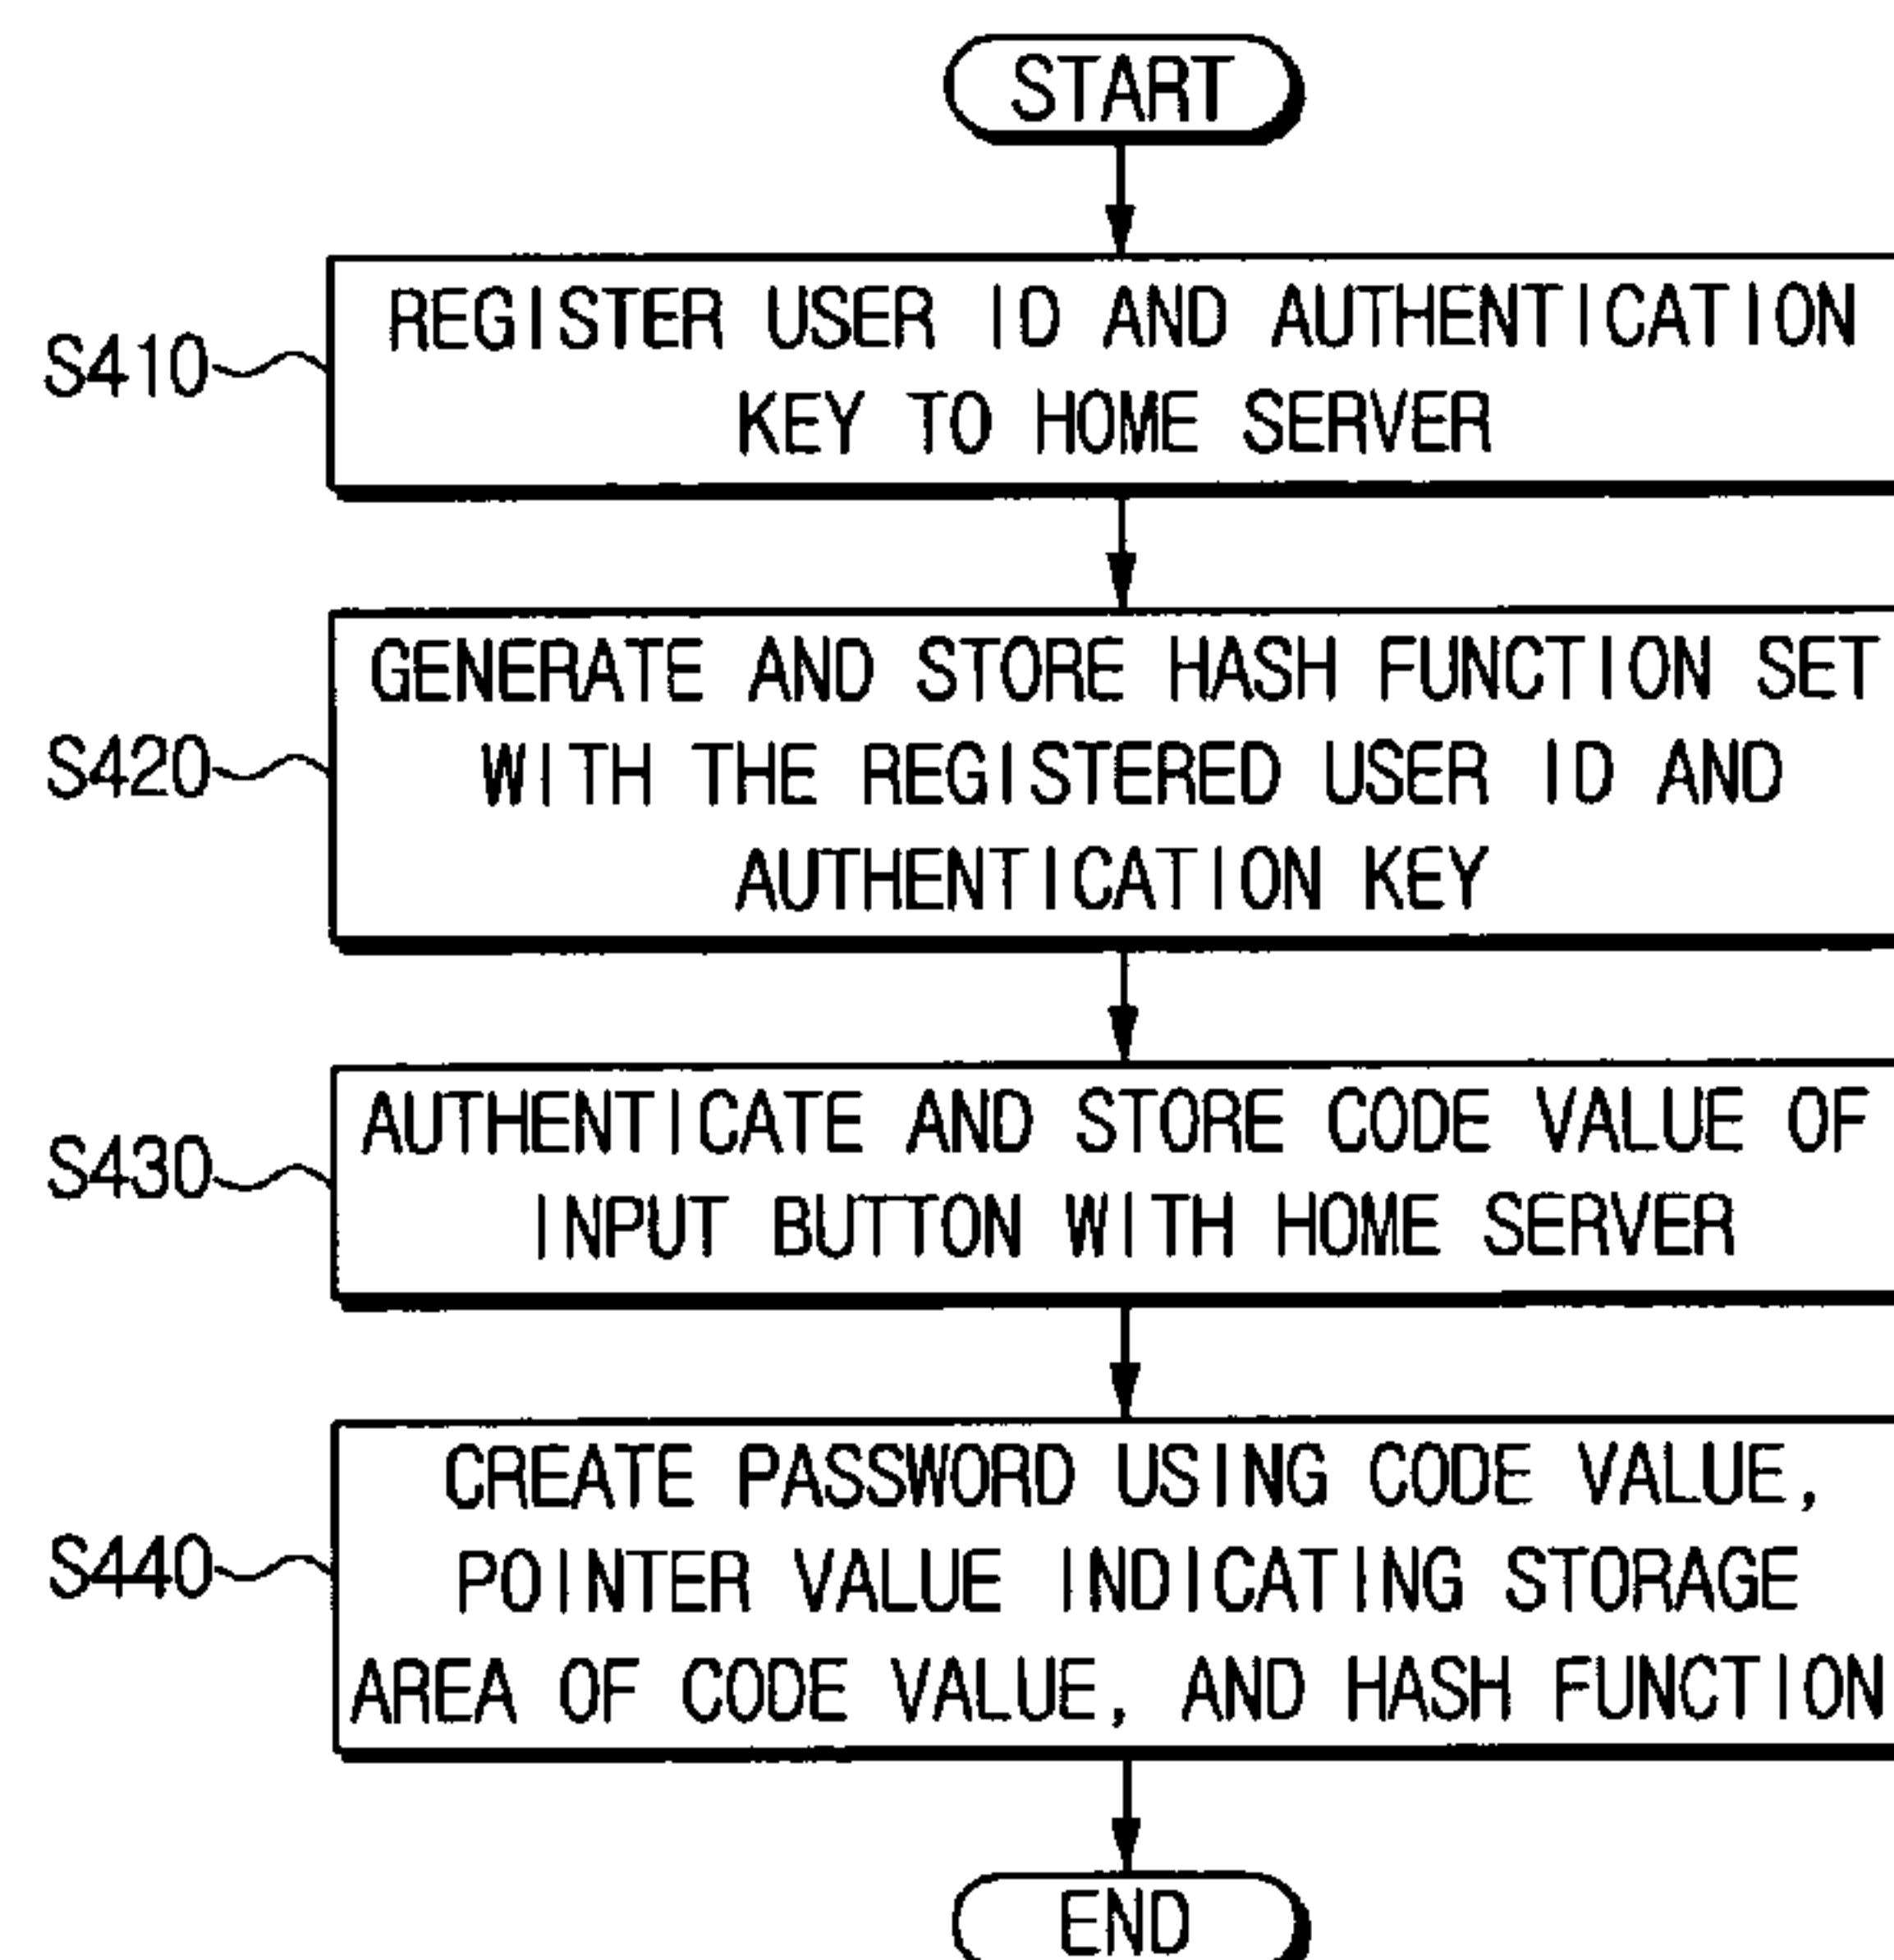 START
S410
REGISTER USER ID AND AUTHENTICATION
KEY TO HOME SERVER
S420
GENERATE AND STORE HASH FUNCTION SET
WITH THE REGISTERED USER ID AND
AUTHENTICATION KEY
S430
AUTHENTICATE AND STORE CODE VALUE OF
INPUT BUTTON WITH HOME SERVER
S440
CREATE PASSWORD USING CODE VALUE,
POINTER VALUE INDICATING STORAGE
AREA OF CODE VALUE, AND HASH FUNCTION
END